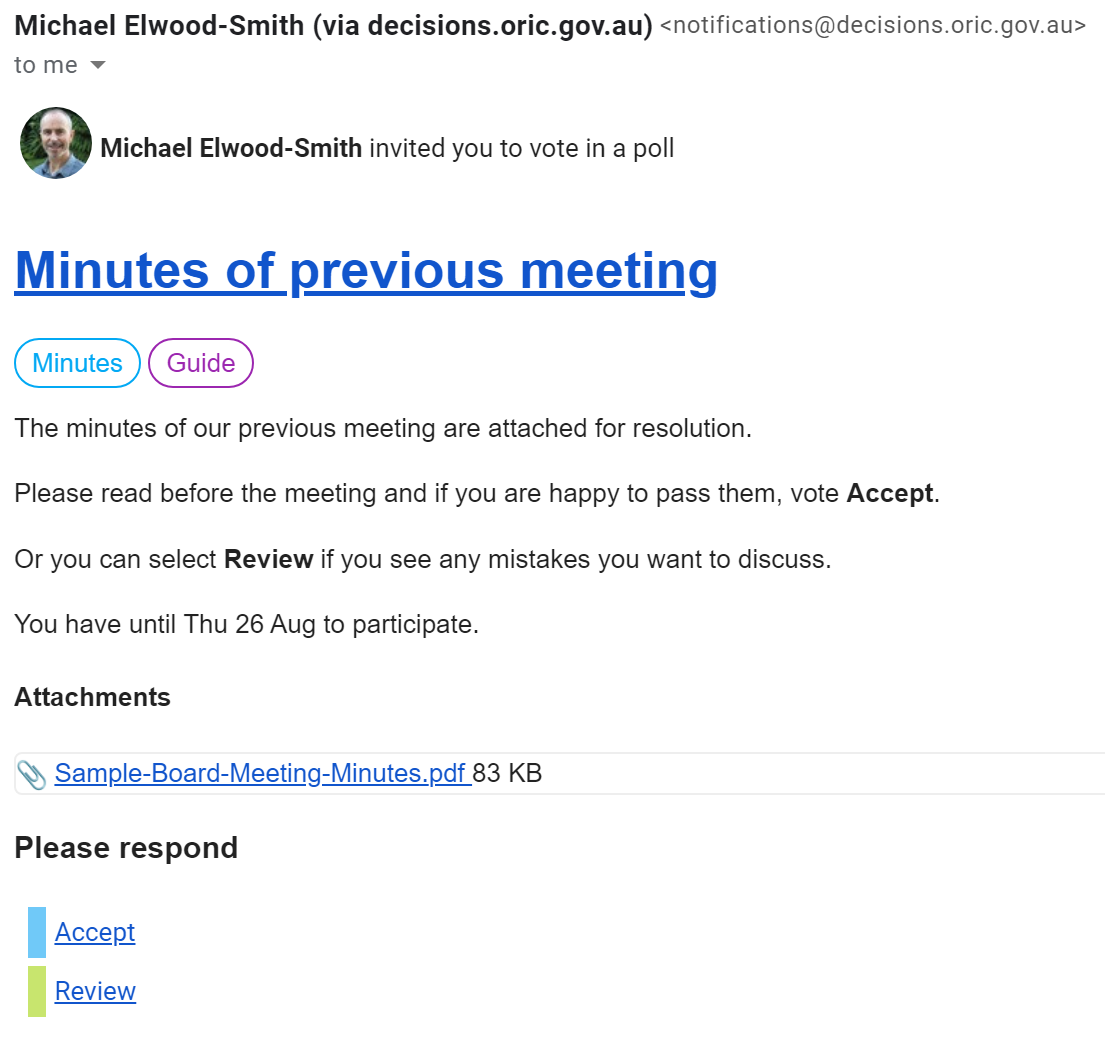 Michael Elwood-Smith (via decisions.oric.gov.au) <notifications@decisions.oric.gov.au>
to me
Michael Elwood-Smith invited you to vote in a poll
Minutes of previous meeting
Minutes Guide
The minutes of our previous meeting are attached for resolution.
Please read before the meeting and if you are happy to pass them, vote Accept.
Or you can select Review if you see any mistakes you want to discuss.
You have until Thu 26 Aug to participate.
Attachments
Sample-Board-Meeting-Minutes.pdf 83 KB
Please respond
Accept
Review